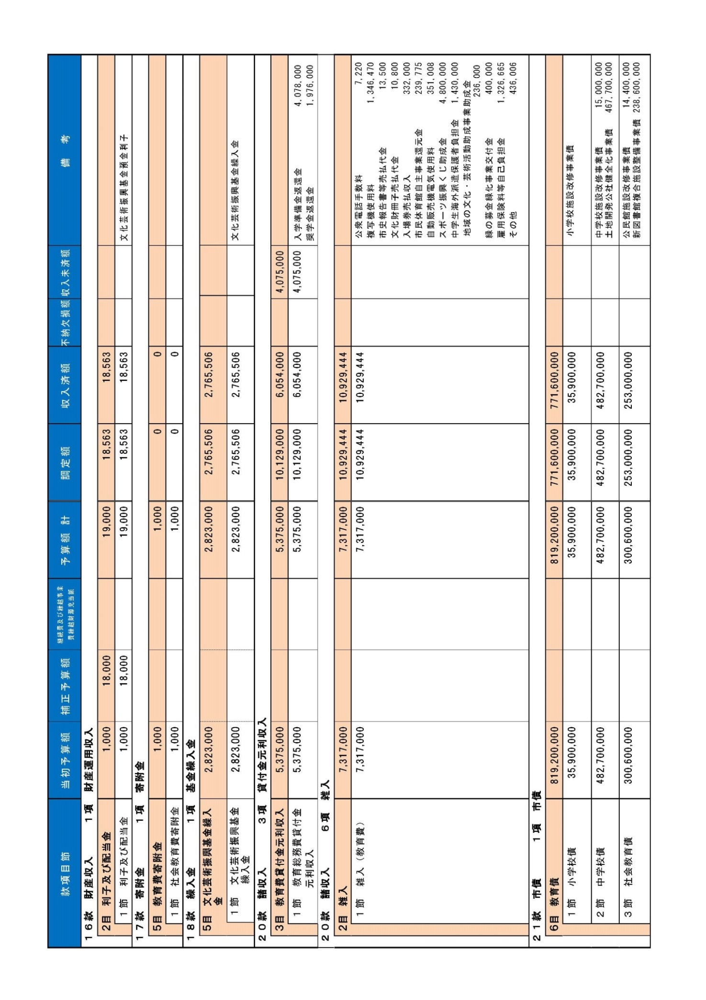 款項目節 当初予算額 補正予算額 継続費及び繰越事業費繰越財源充当額 予算額 計 調定額 収入済額 不納欠損額 収入未済額 備 考
16款 財産収入 1項 財産運用収入
2目 利子及び配当金 1,000 18,000 19,000 18,563 18,563
1節 利子及び配当金 1,000 18,000 19,000 18,563 18,563 文化芸術振興基金預金利子
17款 寄附金 1項 寄附金
5目 教育費寄附金 1,000 1,000 0 0
1節 社会教育費寄附金 1,000 1,000 0 0
18款 繰入金 1項 基金繰入金
5目 文化芸術振興基金繰入金 2,823,000 2,823,000 2,765,506 2,765,506
1節 文化芸術振興基金繰入金 2,823,000 2,823,000 2,765,506 2,765,506 文化芸術振興基金繰入金
20款 諸収入 3項 貸付金元利収入
3目 教育費貸付金元利収入 5,375,000 5,375,000 10,129,000 6,054,000 4,075,000
1節 教育総務費貸付金元利収入 5,375,000 5,375,000 10,129,000 6,054,000 4,075,000 入学準備金返還金 4,078,000
奨学金返還金 1,976,000
20款 諸収入 6項 雑入
2目 雑入 7,317,000 7,317,000 10,929,444 10,929,444
1節 雑入（教育費） 7,317,000 7,317,000 10,929,444 10,929,444 公衆電話手数料 7,220
複写機使用料 1,346,470
市史報告書等売払代金 13,500
文化財冊子売払代金 10,800
入場券売払収入 332,000
市民体育館自主事業還元金 239,775
自動販売機電気使用料 351,008
スポーツ振興くじ助成金 4,800,000
中学生海外派遣保護者負担金 1,430,000
地域の文化・芸術活動助成事業助成金
236,000
緑の募金緑化事業交付金 400,000
雇用保険料等自己負担金 1,326,665
その他 436,006
21款 市債 1項 市債
6目 教育債 819,200,000 819,200,000 771,600,000 771,600,000
1節 小学校債 35,900,000 35,900,000 35,900,000 35,900,000 小学校施設改修事業債
2節 中学校債 482,700,000 482,700,000 482,700,000 482,700,000 中学校施設改修事業債 15,000,000
土地開発公社健全化事業債 467,700,000
3節 社会教育債 300,600,000 300,600,000 253,000,000 253,000,000 公民館施設改修事業債 14,400,000
新図書館複合施設整備事業債 238,600,000